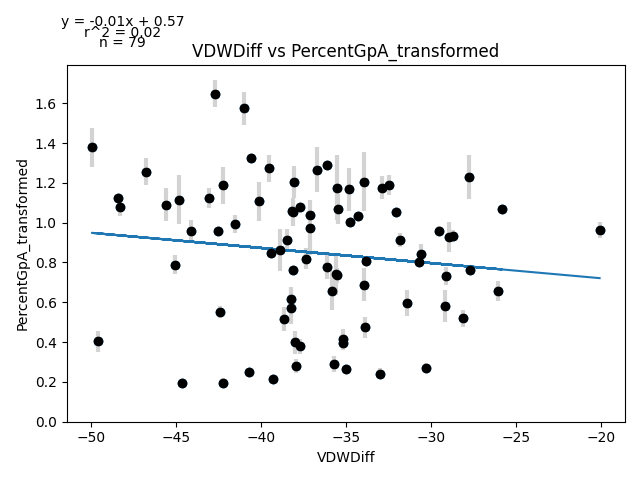 y = -0.01x + 0.57
r^2 = 0.02
n = 79
VDWDiff vs PercentGpA_transformed
PercentGpA_transformed
1.6
1.4
1.2
1.0
0.8
0.6
0.4
0.2
0.0
−50 −45 −40 −35 −30 −25 −20
VDWDiff